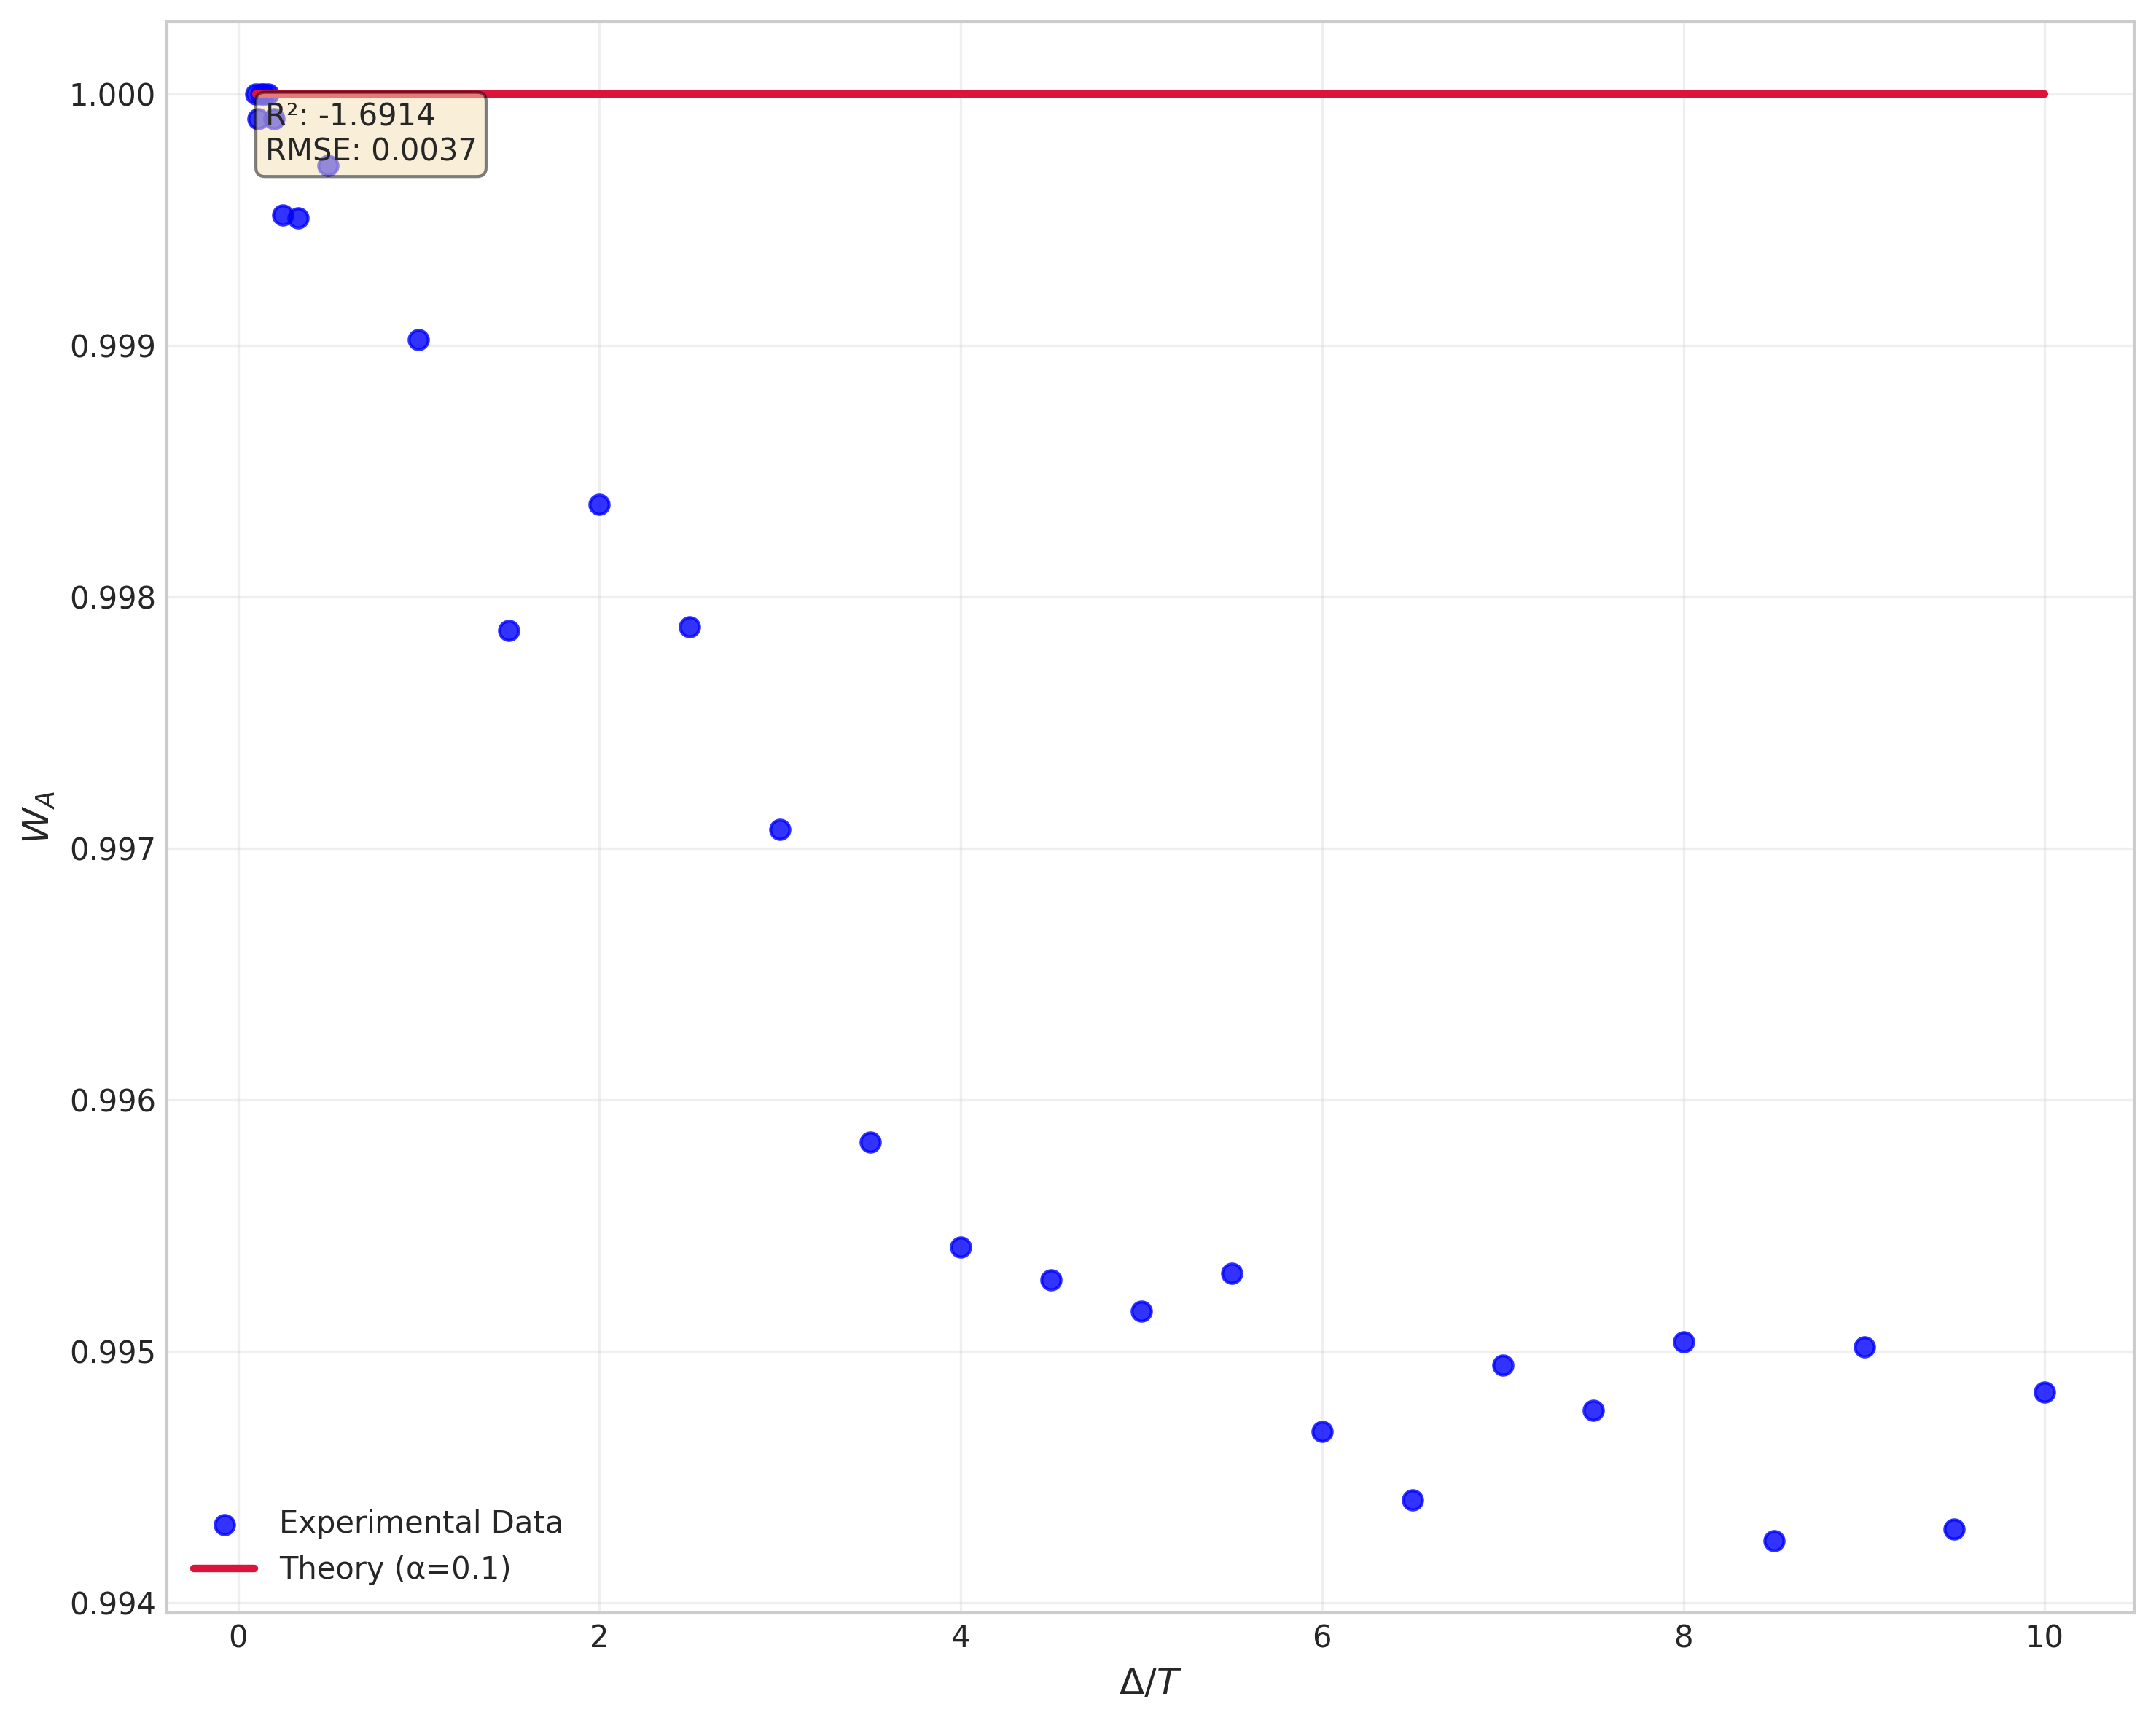 1.000
0.999
0.998
0.997
0.996
0.995
0.994
W_A
R²: -1.6914
RMSE: 0.0037
Experimental Data
Theory (α=0.1)
0 2 4 6 8 10
Δ/T